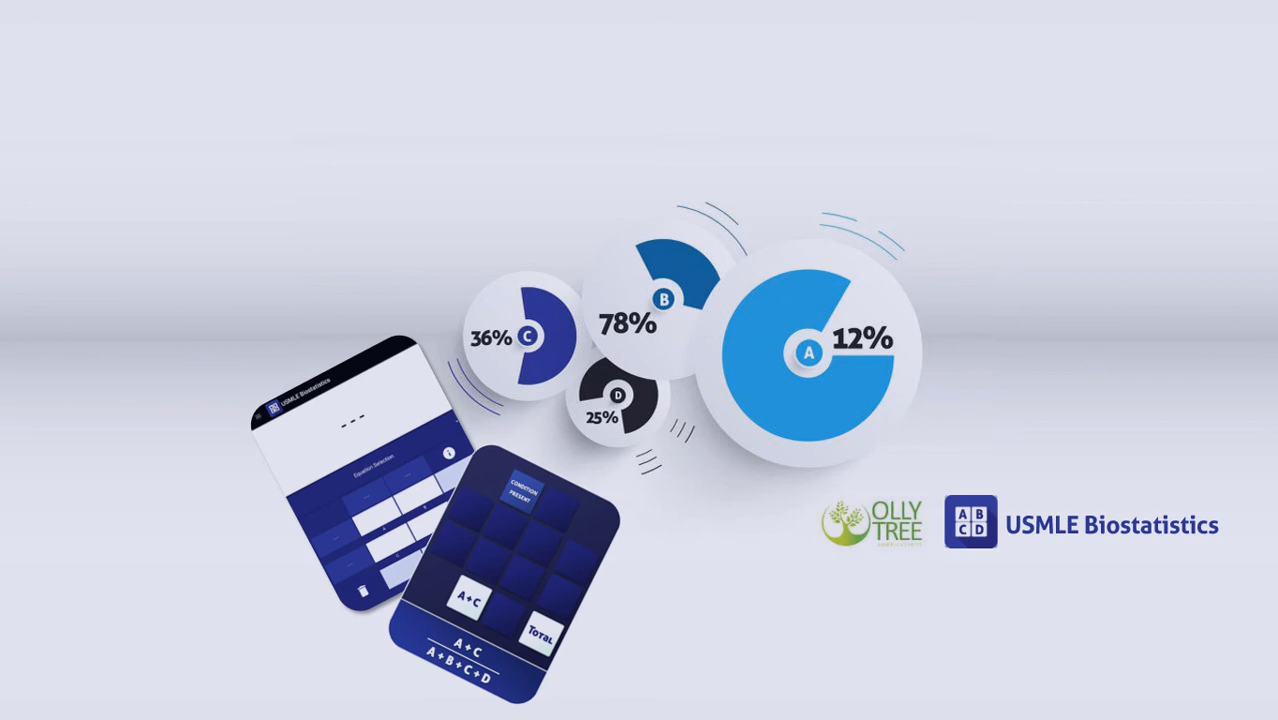 B
78%
A
12%
36%
C
D
25%
USMLE Biostatistics
---
Equation Selection
i
B
A
C
CONDITION
PRESENT
A+C
TOTAL
A+C
A+B+C+D
OLLY
TREE
A B
C D
USMLE Biostatistics